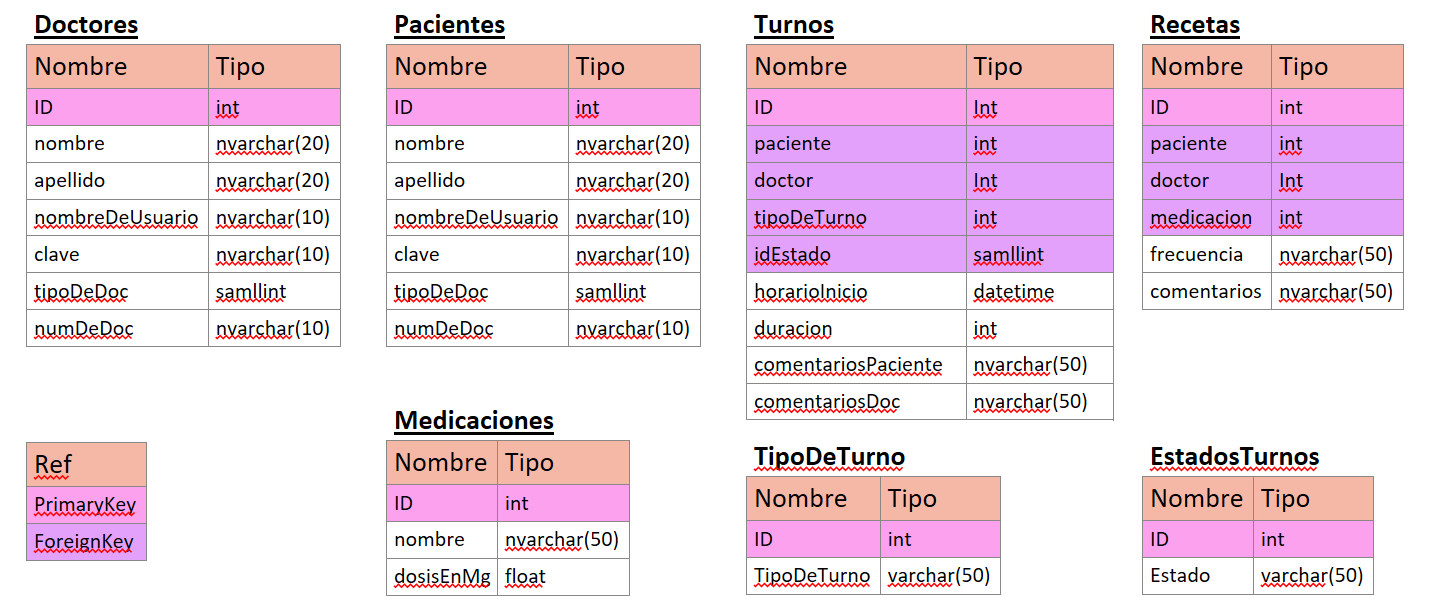 Doctores
Nombre Tipo
ID int
nombre nvarchar(20)
apellido nvarchar(20)
nombreDeUsuario nvarchar(10)
clave nvarchar(10)
tipoDeDoc samllint
numDeDoc nvarchar(10)
Pacientes
Nombre Tipo
ID int
nombre nvarchar(20)
apellido nvarchar(20)
nombreDeUsuario nvarchar(10)
clave nvarchar(10)
tipoDeDoc samllint
numDeDoc nvarchar(10)
Turnos
Nombre Tipo
ID Int
paciente int
doctor Int
tipoDeTurno int
idEstado samllint
horarioInicio datetime
duracion int
comentariosPaciente nvarchar(50)
comentariosDoc nvarchar(50)
Recetas
Nombre Tipo
ID int
paciente int
doctor Int
medicacion int
frecuencia nvarchar(50)
comentarios nvarchar(50)
Ref
PrimaryKey
ForeignKey
Medicaciones
Nombre Tipo
ID int
nombre nvarchar(50)
dosisEnMg float
TipoDeTurno
Nombre Tipo
ID int
TipoDeTurno varchar(50)
EstadosTurnos
Nombre Tipo
ID int
Estado varchar(50)